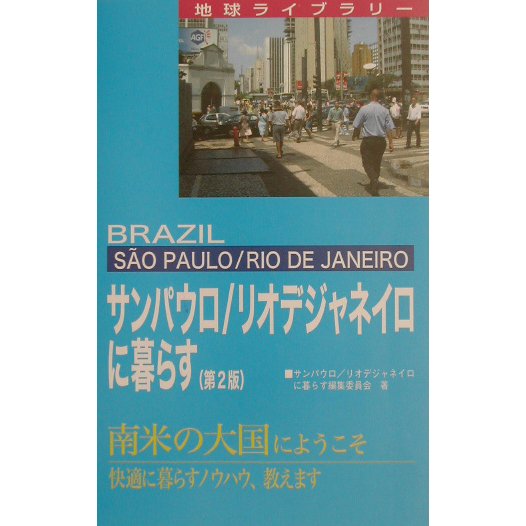 地球ライブラリー
AGF
BRAZIL
SÃO PAULO/RIO DE JANEIRO
サンパウロ/リオデジャネイロ
に暮らす(第2版)
■サンパウロ/リオデジャネイロ
に暮らす編集委員会 著
南米の大国にようこそ
快適に暮らすノウハウ、教えます